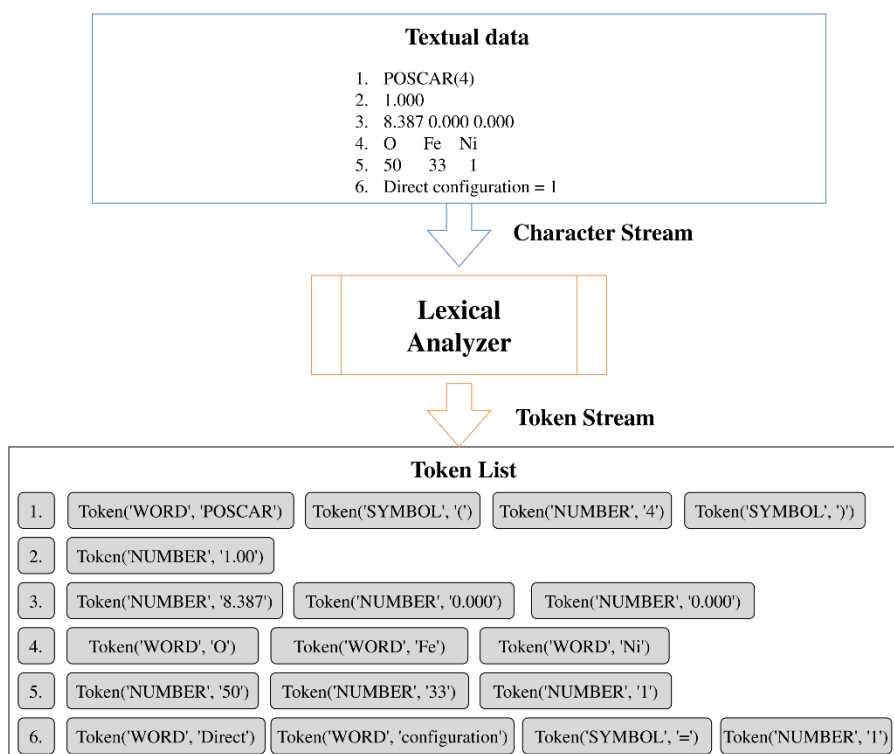 Textual data
1. POSCAR(4)
2. 1.000
3. 8.387 0.000 0.000
4. O Fe Ni
5. 50 33 1
6. Direct configuration = 1
Character Stream
Lexical
Analyzer
Token Stream
Token List
1. Token('WORD', 'POSCAR') Token('SYMBOL', '(') Token('NUMBER', '4') Token('SYMBOL', ')')
2. Token('NUMBER', '1.00')
3. Token('NUMBER', '8.387') Token('NUMBER', '0.000') Token('NUMBER', '0.000')
4. Token('WORD', 'O') Token('WORD', 'Fe') Token('WORD', 'Ni')
5. Token('NUMBER', '50') Token('NUMBER', '33') Token('NUMBER', '1')
6. Token('WORD', 'Direct') Token('WORD', 'configuration') Token('SYMBOL', '=') Token('NUMBER', '1')